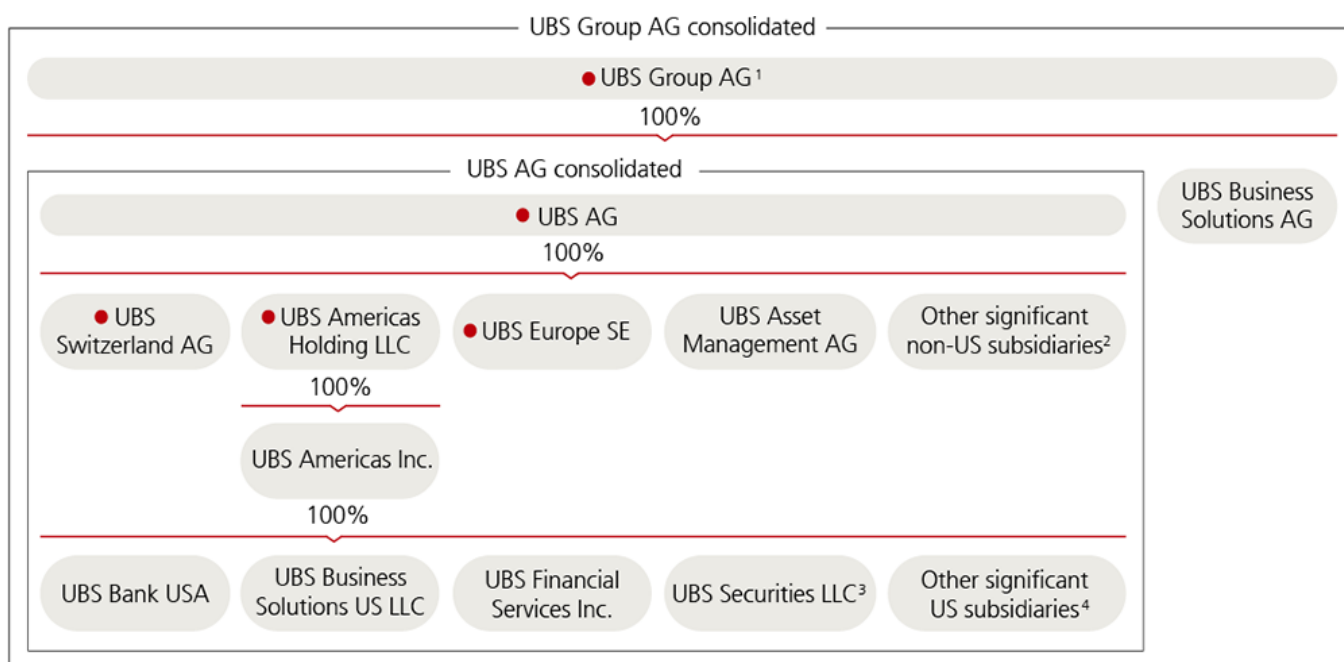 UBS Group AG consolidated
UBS Group AG¹
100%
UBS AG consolidated
UBS Business
Solutions AG
UBS AG
100%
UBS
Switzerland AG
UBS Americas
Holding LLC
UBS Europe SE
UBS Asset
Management AG
Other significant
non-US subsidiaries²
100%
UBS Americas Inc.
100%
UBS Bank USA
UBS Business
Solutions US LLC
UBS Financial
Services Inc.
UBS Securities LLC³
Other significant
US subsidiaries⁴